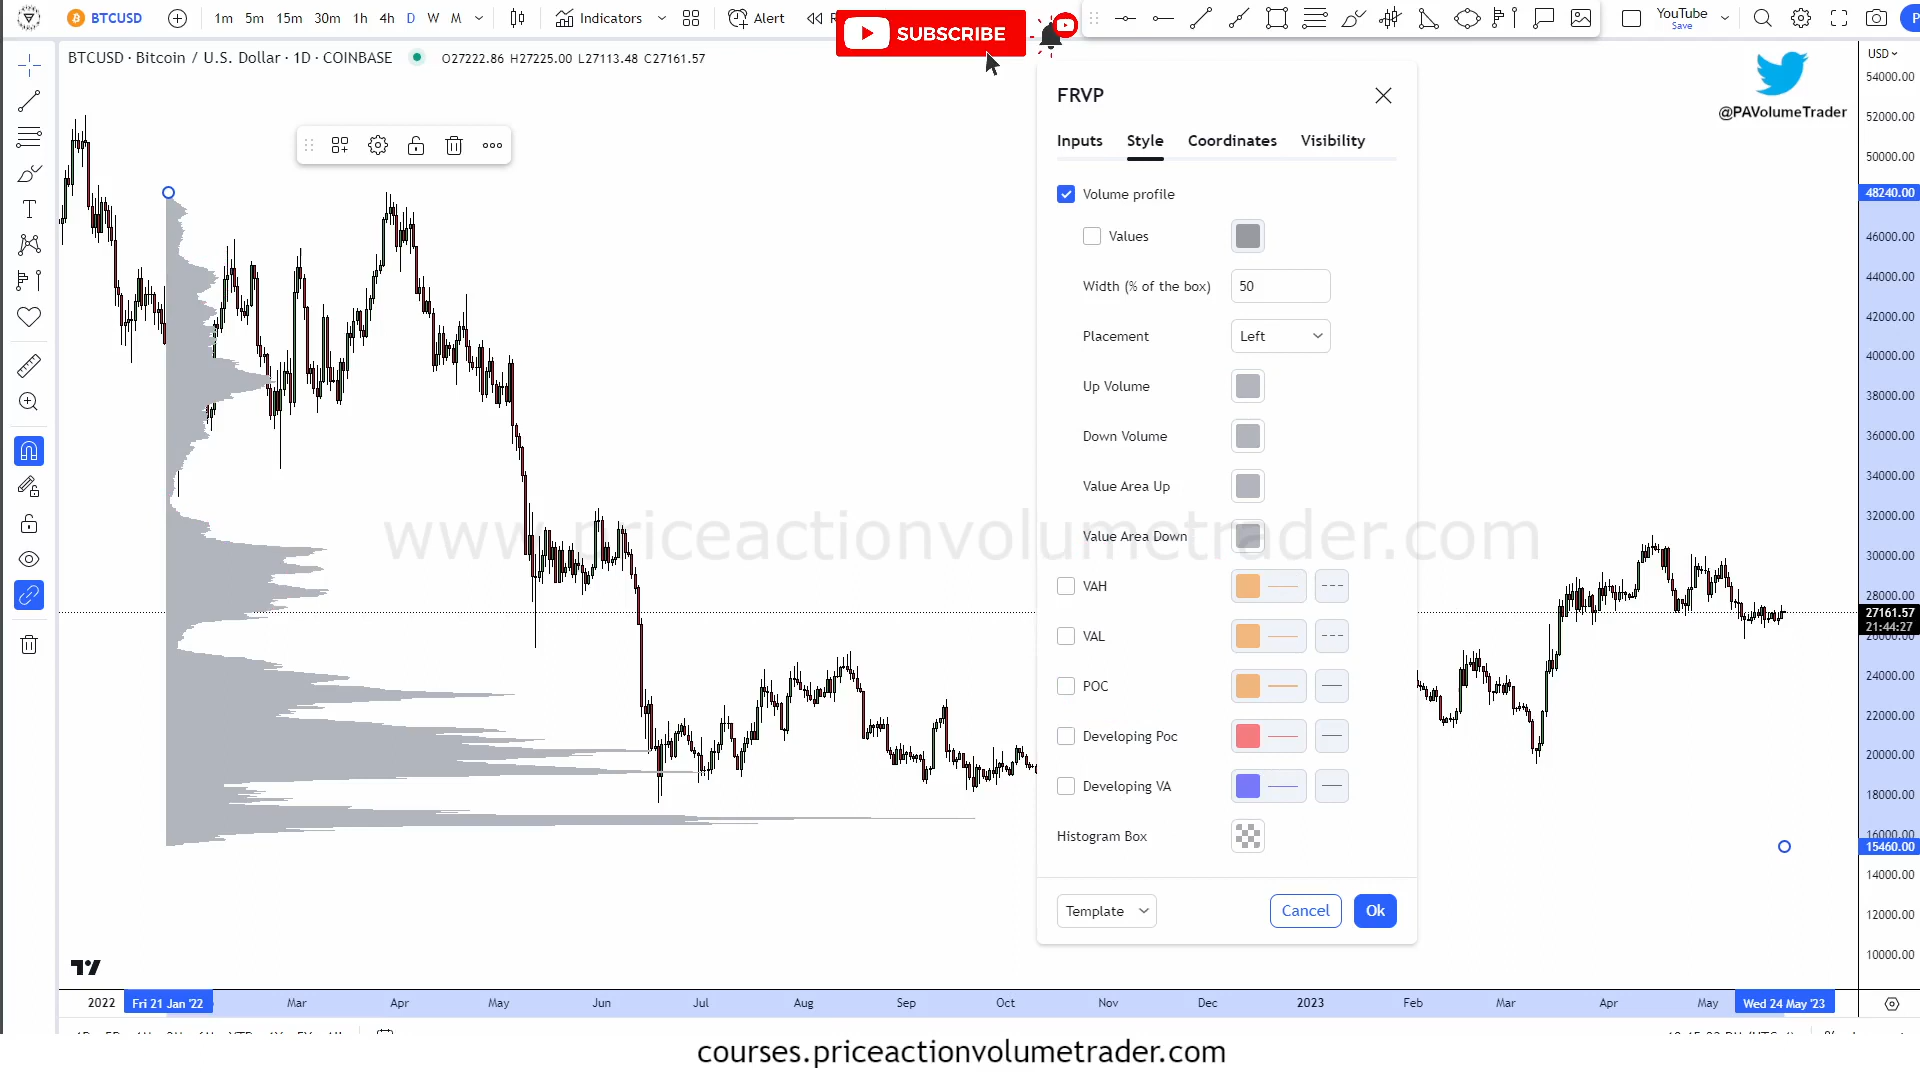 BTCUSD 1m 5m 15m 30m 1h 4h D W M Indicators Alert YouTube
Save
SUBSCRIBE
BTCUSD · Bitcoin / U.S. Dollar · 1D · COINBASE O27222.86 H27225.00 L27113.48 C27161.57
USD
@PAVolumeTrader
FRVP
Inputs Style Coordinates Visibility
Volume profile
Values
Width (% of the box) 50
Placement Left
Up Volume
Down Volume
Value Area Up
Value Area Down
VAH
VAL
POC
Developing Poc
Developing VA
Histogram Box
Template Cancel Ok
www.priceactionvolumetrader.com
54000.00
52000.00
50000.00
48240.00
46000.00
44000.00
42000.00
40000.00
38000.00
36000.00
34000.00
32000.00
30000.00
28000.00
27161.57
21:44:27
26000.00
24000.00
22000.00
20000.00
18000.00
16000.00
15460.00
14000.00
12000.00
10000.00
2022 Fri 21 Jan '22 Mar Apr May Jun Jul Aug Sep Oct Nov Dec 2023 Feb Mar Apr May Wed 24 May '23
courses.priceactionvolumetrader.com